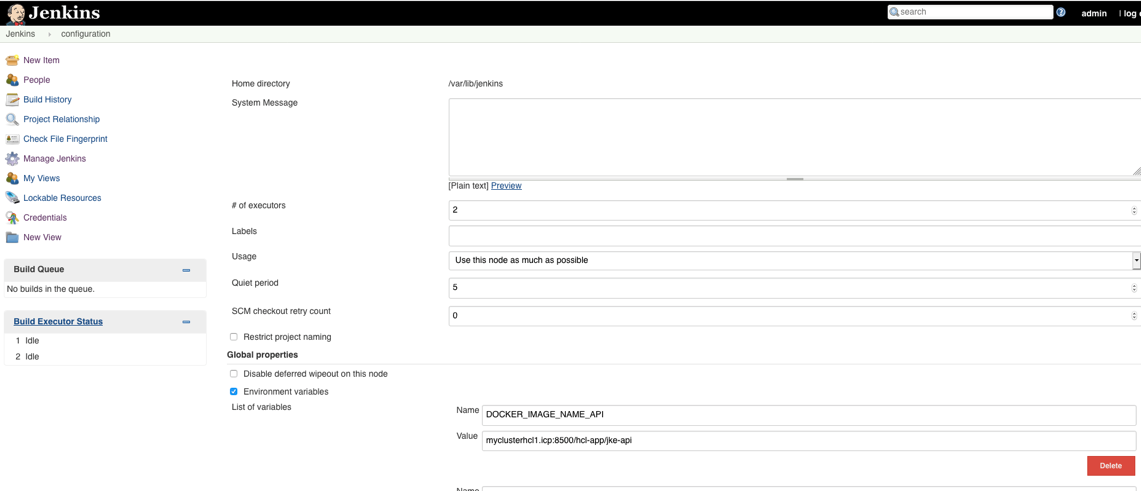 Jenkins
search
admin
| log
Jenkins
configuration
New Item
People
Build History
Project Relationship
Check File Fingerprint
Manage Jenkins
My Views
Lockable Resources
Credentials
New View
Build Queue
No builds in the queue.
Build Executor Status
1 Idle
2 Idle
Home directory
/var/lib/jenkins
System Message
[Plain text] Preview
# of executors
2
Labels
Usage
Use this node as much as possible
Quiet period
5
SCM checkout retry count
0
Restrict project naming
Global properties
Disable deferred wipeout on this node
Environment variables
List of variables
Name
DOCKER_IMAGE_NAME_API
Value
myclusterhcl1.icp:8500/hcl-app/jke-api
Delete
Name